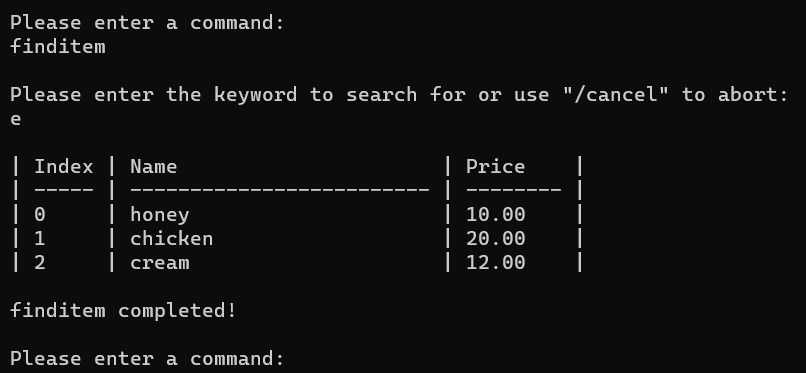 Please enter a command:
finditem
Please enter the keyword to search for or use "/cancel" to abort:
e
| Index | Name                      | Price    |
| ----- | ------------------------- | -------- |
| 0     | honey                     | 10.00    |
| 1     | chicken                   | 20.00    |
| 2     | cream                     | 12.00    |
finditem completed!
Please enter a command: